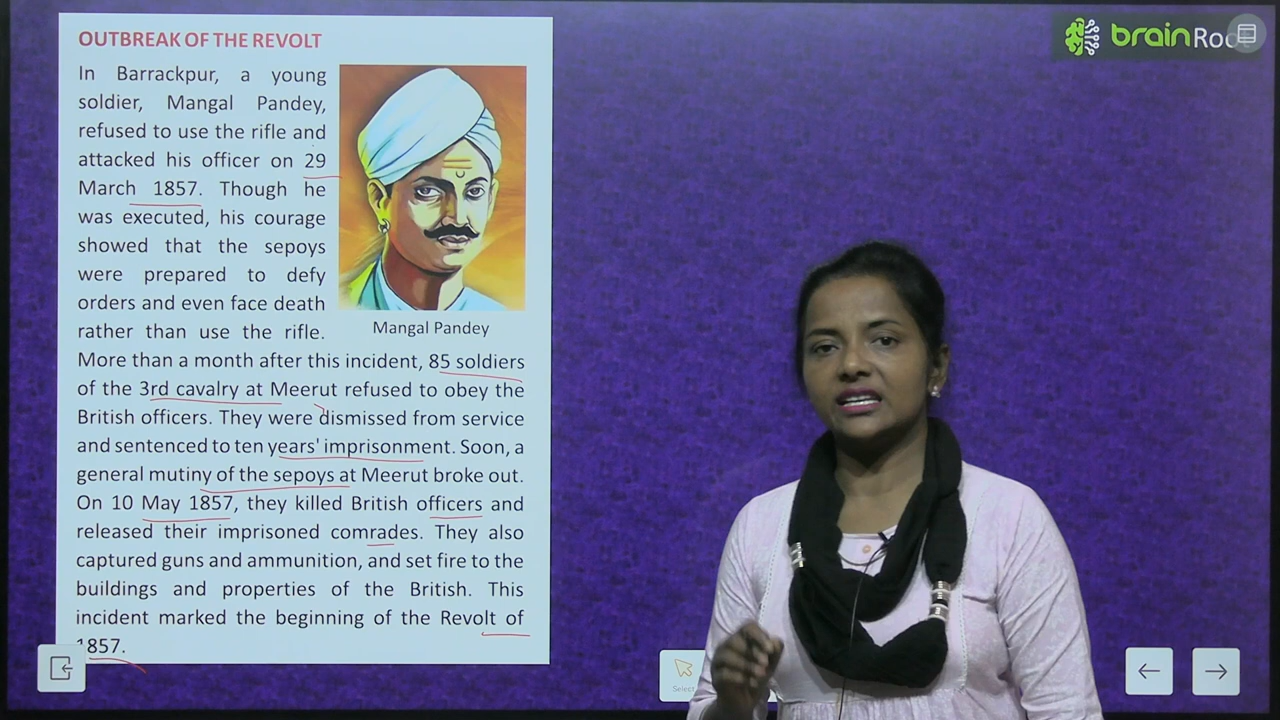 OUTBREAK OF THE REVOLT
In Barrackpur, a young
soldier, Mangal Pandey,
refused to use the rifle and
attacked his officer on 29
March 1857. Though he
was executed, his courage
showed that the sepoys
were prepared to defy
orders and even face death
rather than use the rifle.
Mangal Pandey
More than a month after this incident, 85 soldiers
of the 3rd cavalry at Meerut refused to obey the
British officers. They were dismissed from service
and sentenced to ten years' imprisonment. Soon, a
general mutiny of the sepoys at Meerut broke out.
On 10 May 1857, they killed British officers and
released their imprisoned comrades. They also
captured guns and ammunition, and set fire to the
buildings and properties of the British. This
incident marked the beginning of the Revolt of
1857.
brainRoot
Select